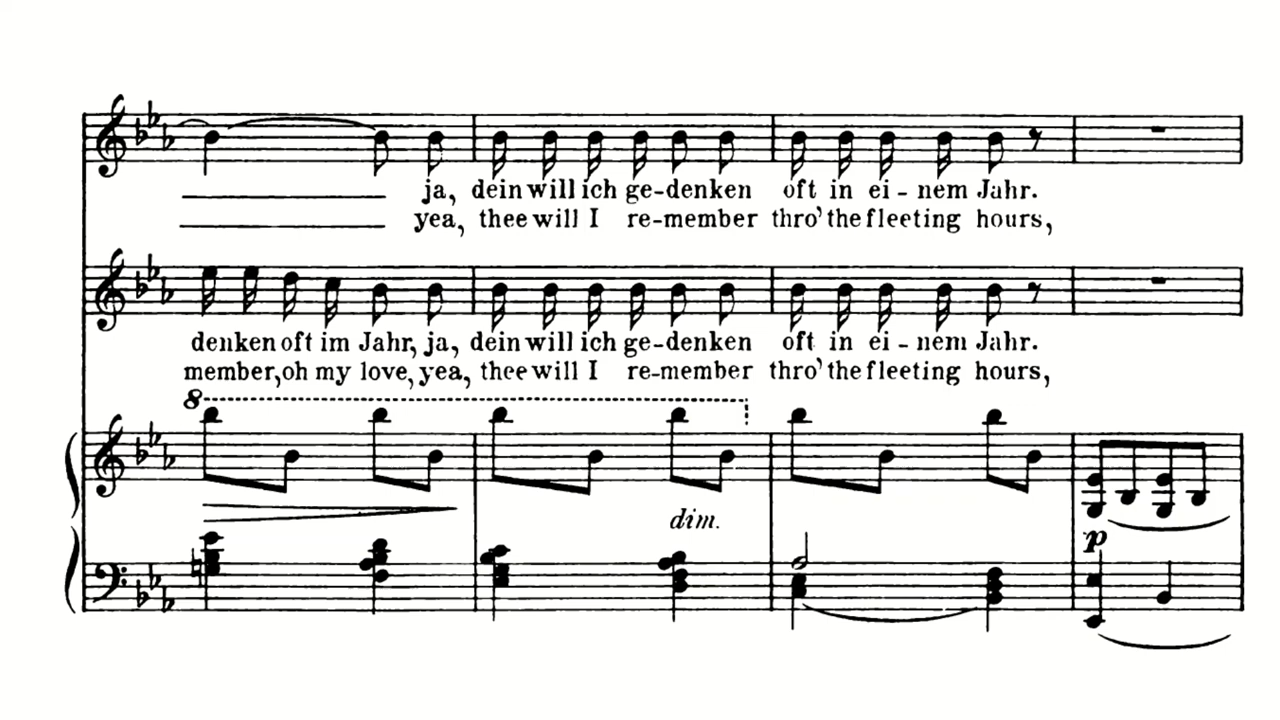 ja, dein will ich ge-denken oft in ei-nem Jahr.
yea, thee will I re-member thro' the fleeting hours,
denken oft im Jahr, ja, dein will ich ge-denken oft in ei-nem Jahr.
member, oh my love, yea, thee will I re-member thro' the fleeting hours,
8
dim.
p